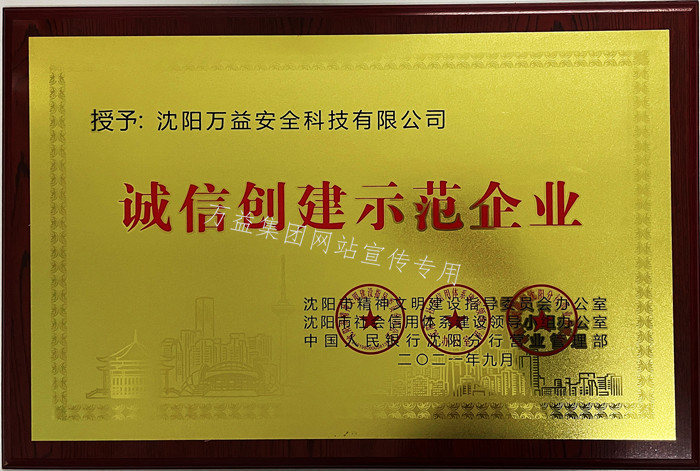 授予: 沈阳万益安全科技有限公司
诚信创建示范企业
万益集团网站宣传专用
沈阳市精神文明建设指导委员会办公室
沈阳市社会信用体系建设领导小组办公室
中国人民银行沈阳分行营业管理部
二〇二一年九月